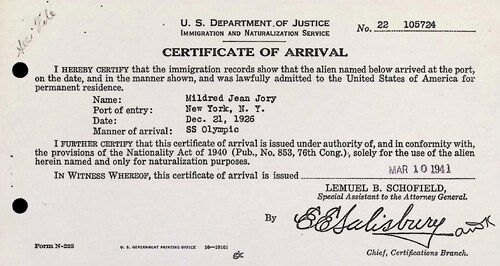 See File
U. S. DEPARTMENT OF JUSTICE
IMMIGRATION AND NATURALIZATION SERVICE
No. 22 105724
CERTIFICATE OF ARRIVAL
I HEREBY CERTIFY that the immigration records show that the alien named below arrived at the port,
on the date, and in the manner shown, and was lawfully admitted to the United States of America for
permanent residence.
Name: Mildred Jean Jory
Port of entry: New York, N. Y.
Date: Dec. 21, 1926
Manner of arrival: SS Olympic
I FURTHER CERTIFY that this certificate of arrival is issued under authority of, and in conformity with,
the provisions of the Nationality Act of 1940 (Pub., No. 853, 76th Cong.), solely for the use of the alien
herein named and only for naturalization purposes.
IN WITNESS WHEREOF, this certificate of arrival is issued MAR 10 1941
LEMUEL B. SCHOFIELD,
Special Assistant to the Attorney General.
By E E Salisbury
Chief, Certifications Branch.
Form N-225
U. S. GOVERNMENT PRINTING OFFICE 16—19161